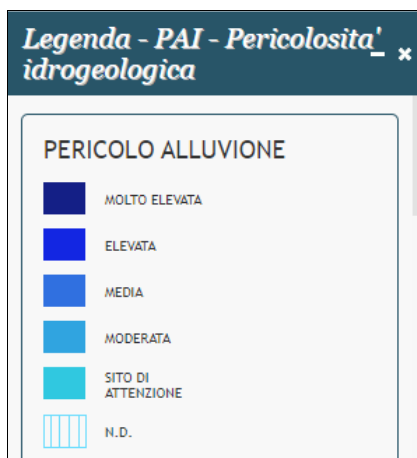 Legenda - PAI - Pericolosita'
idrogeologica
PERICOLO ALLUVIONE
MOLTO ELEVATA
ELEVATA
MEDIA
MODERATA
SITO DI
ATTENZIONE
N.D.